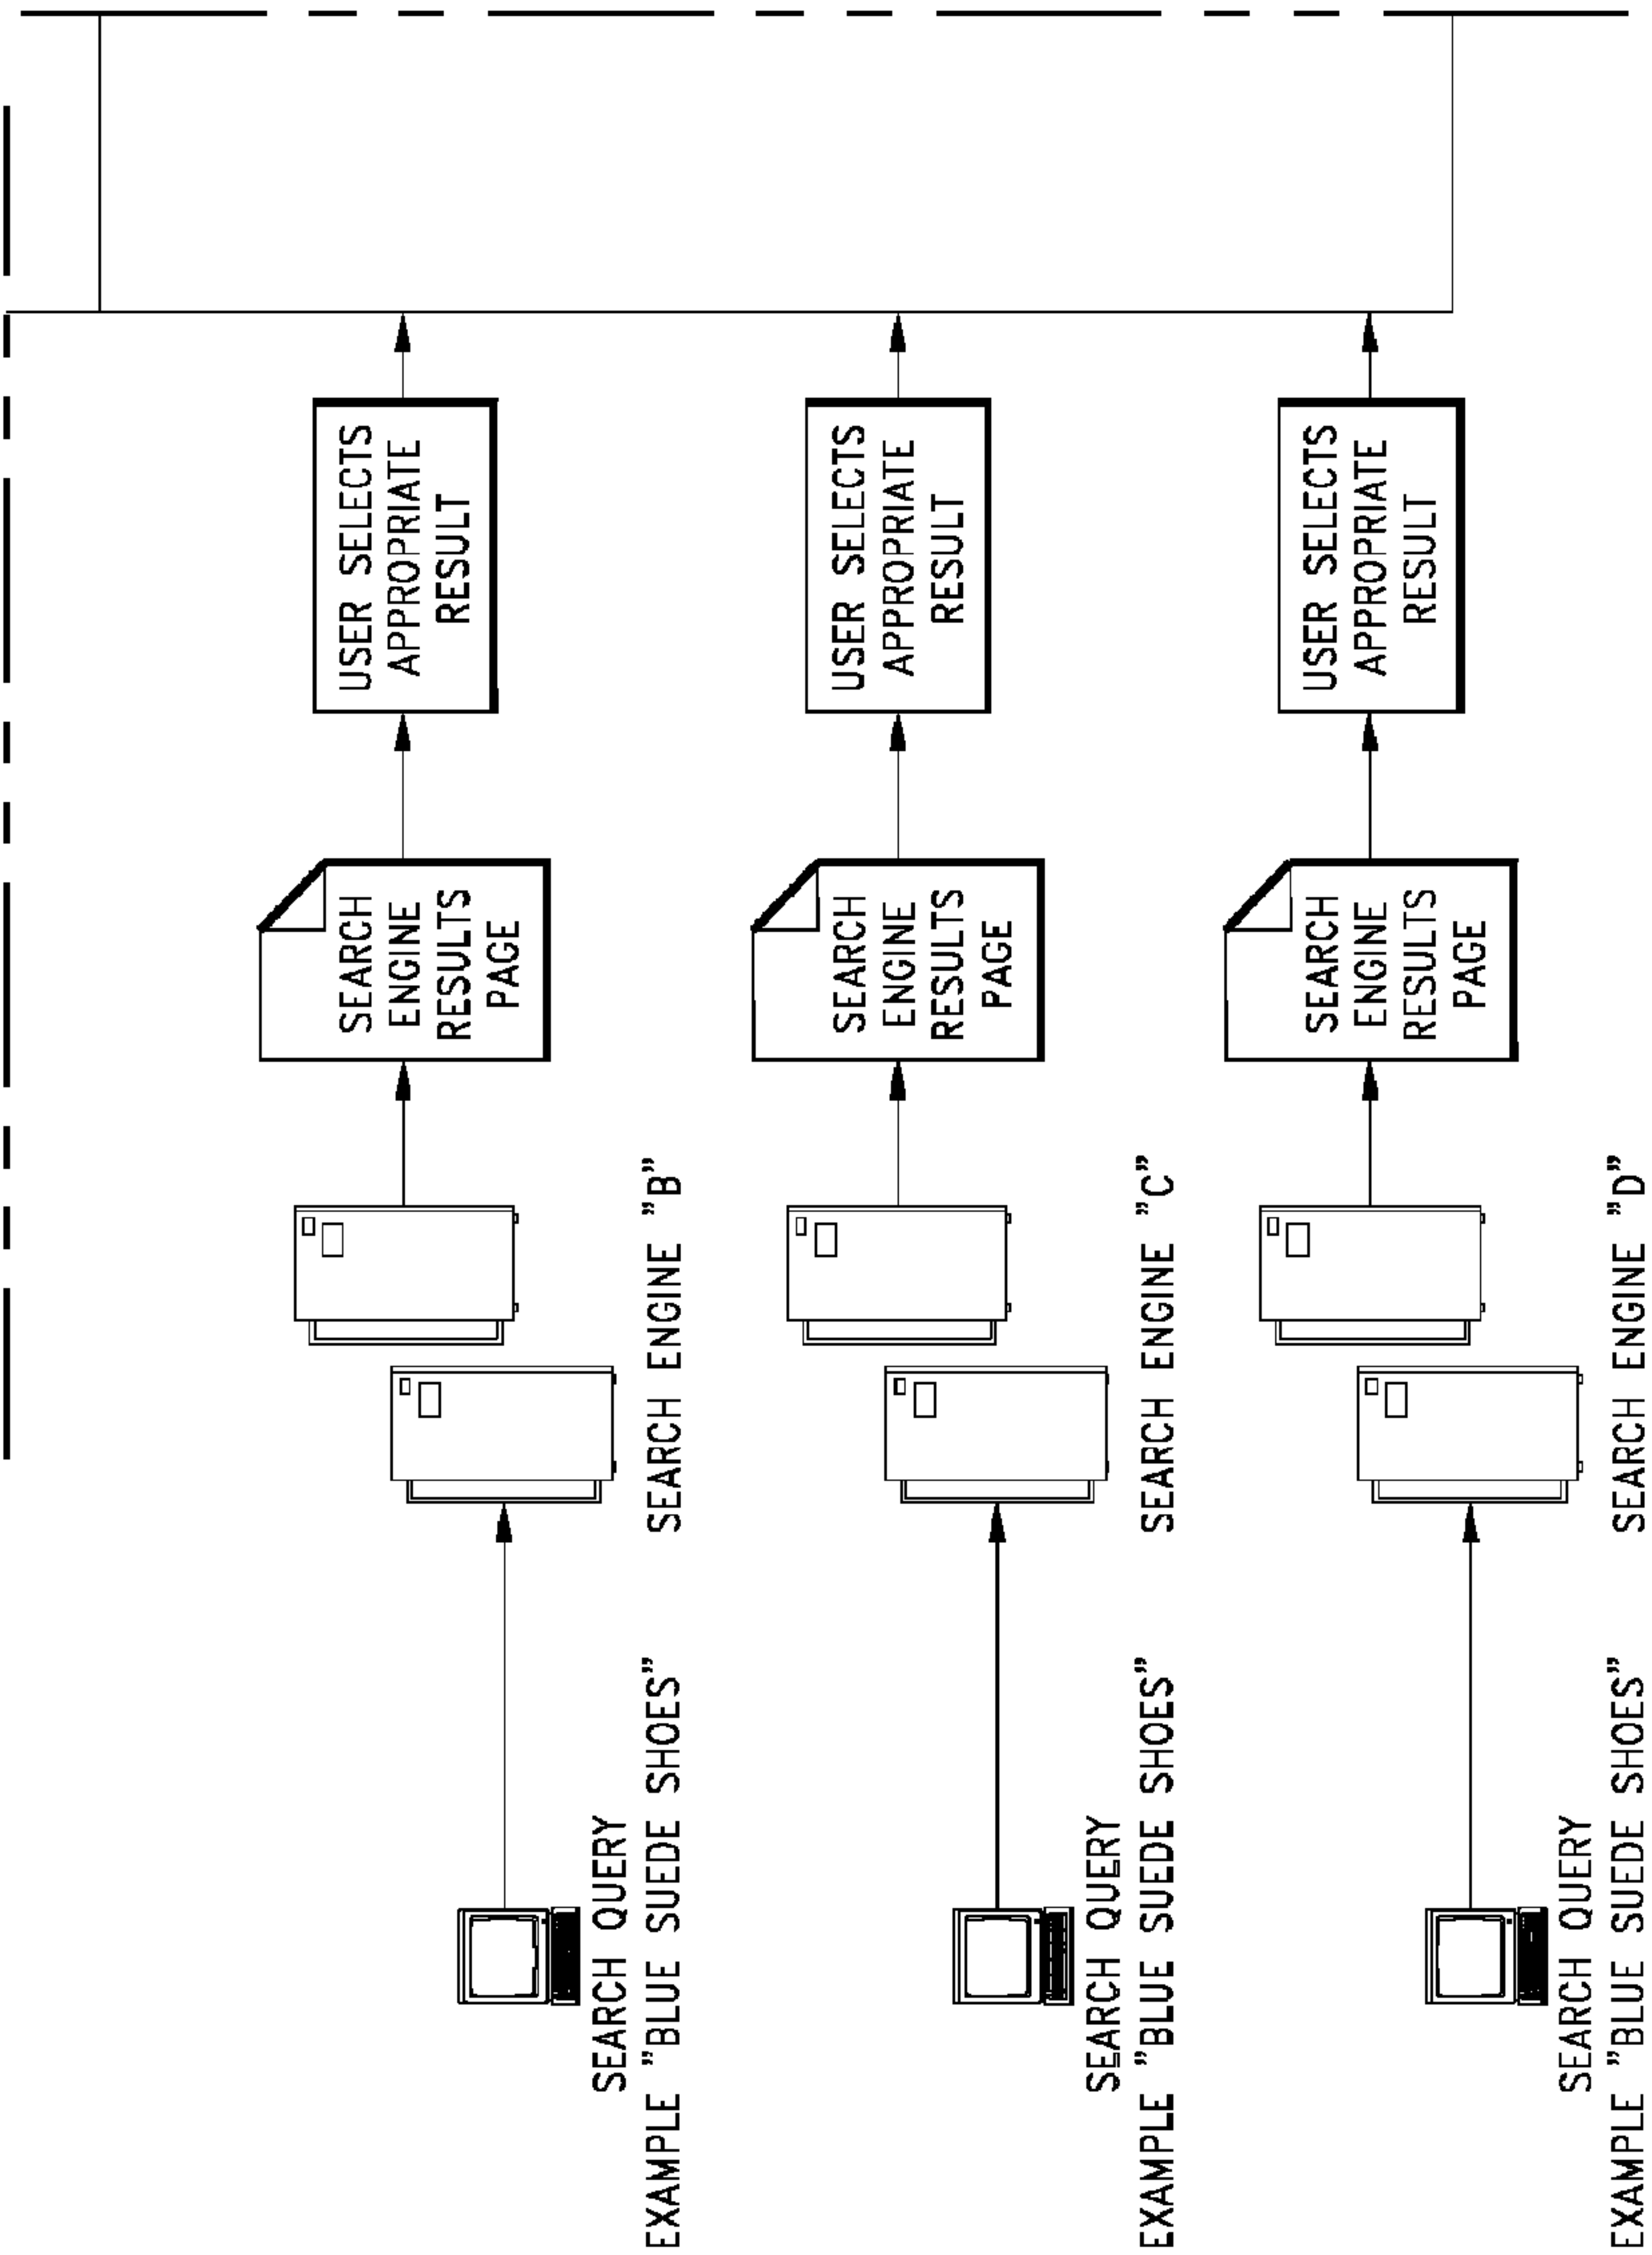 SEARCH QUERY
EXAMPLE "BLUE SUEDE SHOES"
SEARCH ENGINE "B"
SEARCH
ENGINE
RESULTS
PAGE
USER SELECTS
APPROPRIATE
RESULT
SEARCH QUERY
EXAMPLE "BLUE SUEDE SHOES"
SEARCH ENGINE "C"
SEARCH
ENGINE
RESULTS
PAGE
USER SELECTS
APPROPRIATE
RESULT
SEARCH QUERY
EXAMPLE "BLUE SUEDE SHOES"
SEARCH ENGINE "D"
SEARCH
ENGINE
RESULTS
PAGE
USER SELECTS
APPROPRIATE
RESULT